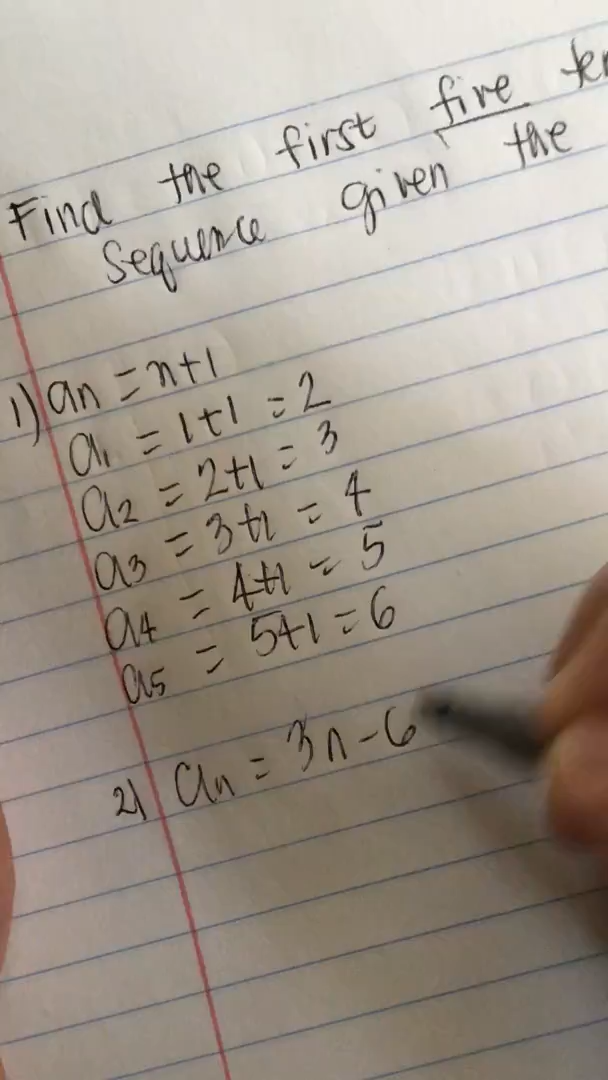 Find the first five
sequence given the
1) an = n+1
a1 = 1+1 = 2
a2 = 2+1 = 3
a3 = 3+1 = 4
a4 = 4+1 = 5
a5 = 5+1 = 6
2) an = 3n-6